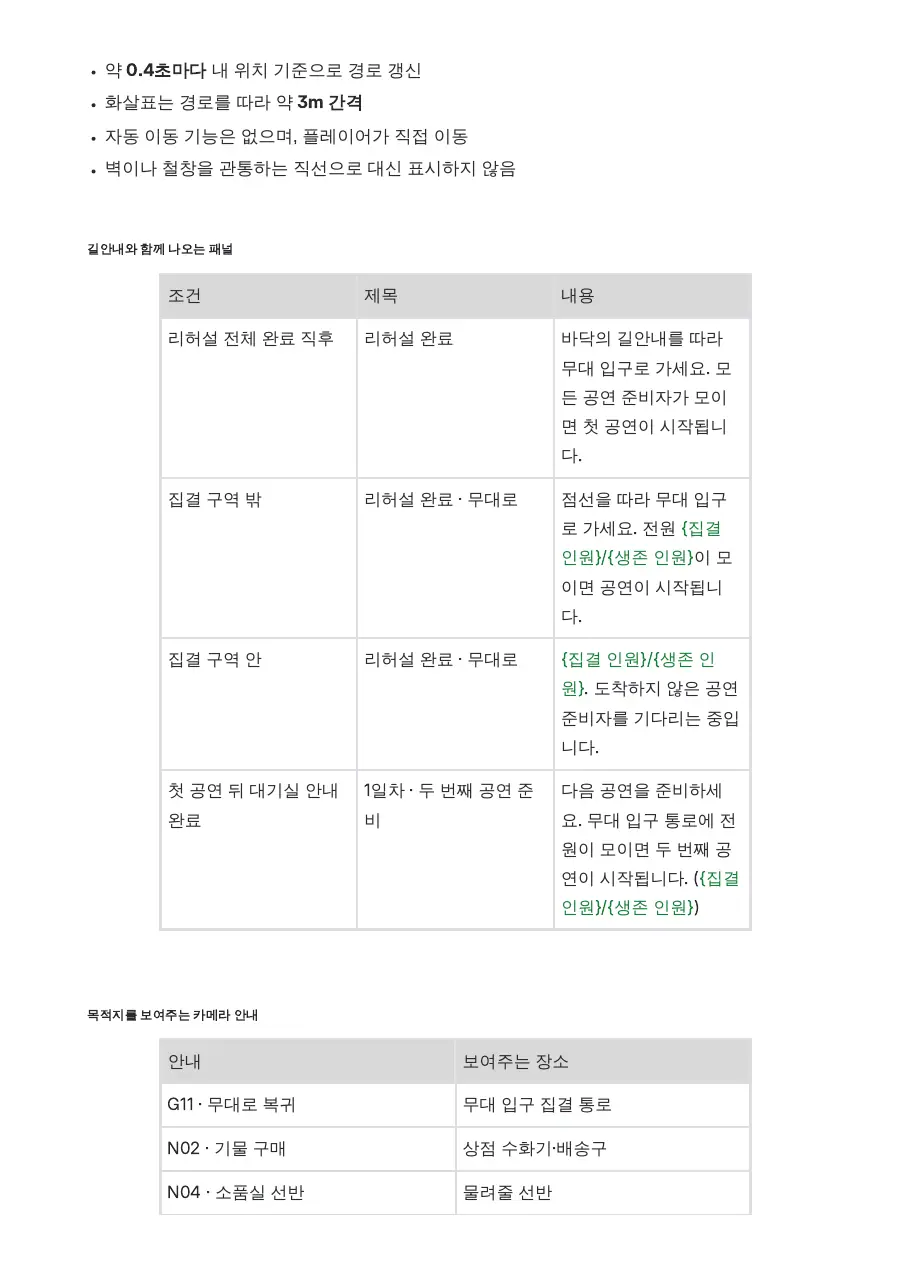 • 약 0.4초마다 내 위치 기준으로 경로 갱신
• 화살표는 경로를 따라 약 3m 간격
• 자동 이동 기능은 없으며, 플레이어가 직접 이동
• 벽이나 철창을 관통하는 직선으로 대신 표시하지 않음
길안내와 함께 나오는 패널
조건 제목 내용
리허설 전체 완료 직후 리허설 완료 바닥의 길안내를 따라
무대 입구로 가세요. 모
든 공연 준비자가 모이
면 첫 공연이 시작됩니
다.
집결 구역 밖 리허설 완료 · 무대로 점선을 따라 무대 입구
로 가세요. 전원 {집결
인원}/{생존 인원}이 모
이면 공연이 시작됩니
다.
집결 구역 안 리허설 완료 · 무대로 {집결 인원}/{생존 인
원}. 도착하지 않은 공연
준비자를 기다리는 중입
니다.
첫 공연 뒤 대기실 안내 1일차 · 두 번째 공연 준 다음 공연을 준비하세
완료 비 요. 무대 입구 통로에 전
원이 모이면 두 번째 공
연이 시작됩니다. ({집결
인원}/{생존 인원})
목적지를 보여주는 카메라 안내
안내 보여주는 장소
G11 · 무대로 복귀 무대 입구 집결 통로
N02 · 기물 구매 상점 수화기·배송구
N04 · 소품실 선반 물려줄 선반